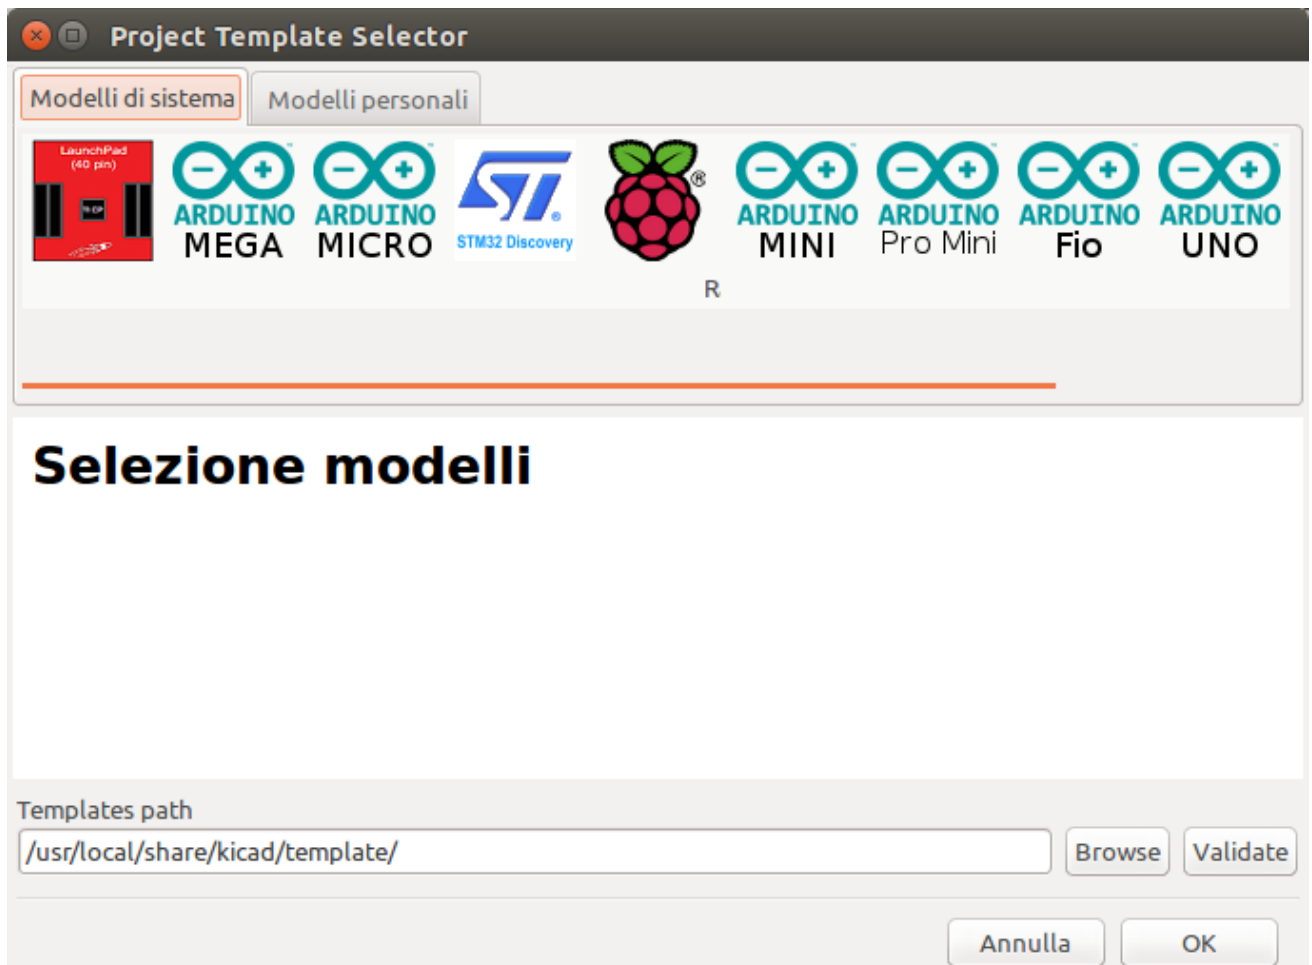 Project Template Selector
Modelli di sistema
Modelli personali
LaunchPad
(40 pin)
ARDUINO
MEGA
ARDUINO
MICRO
STM32 Discovery
®
ARDUINO
MINI
ARDUINO
Pro Mini
ARDUINO
Fio
ARDUINO
UNO
R
Selezione modelli
Templates path
/usr/local/share/kicad/template/
Browse
Validate
Annulla
OK